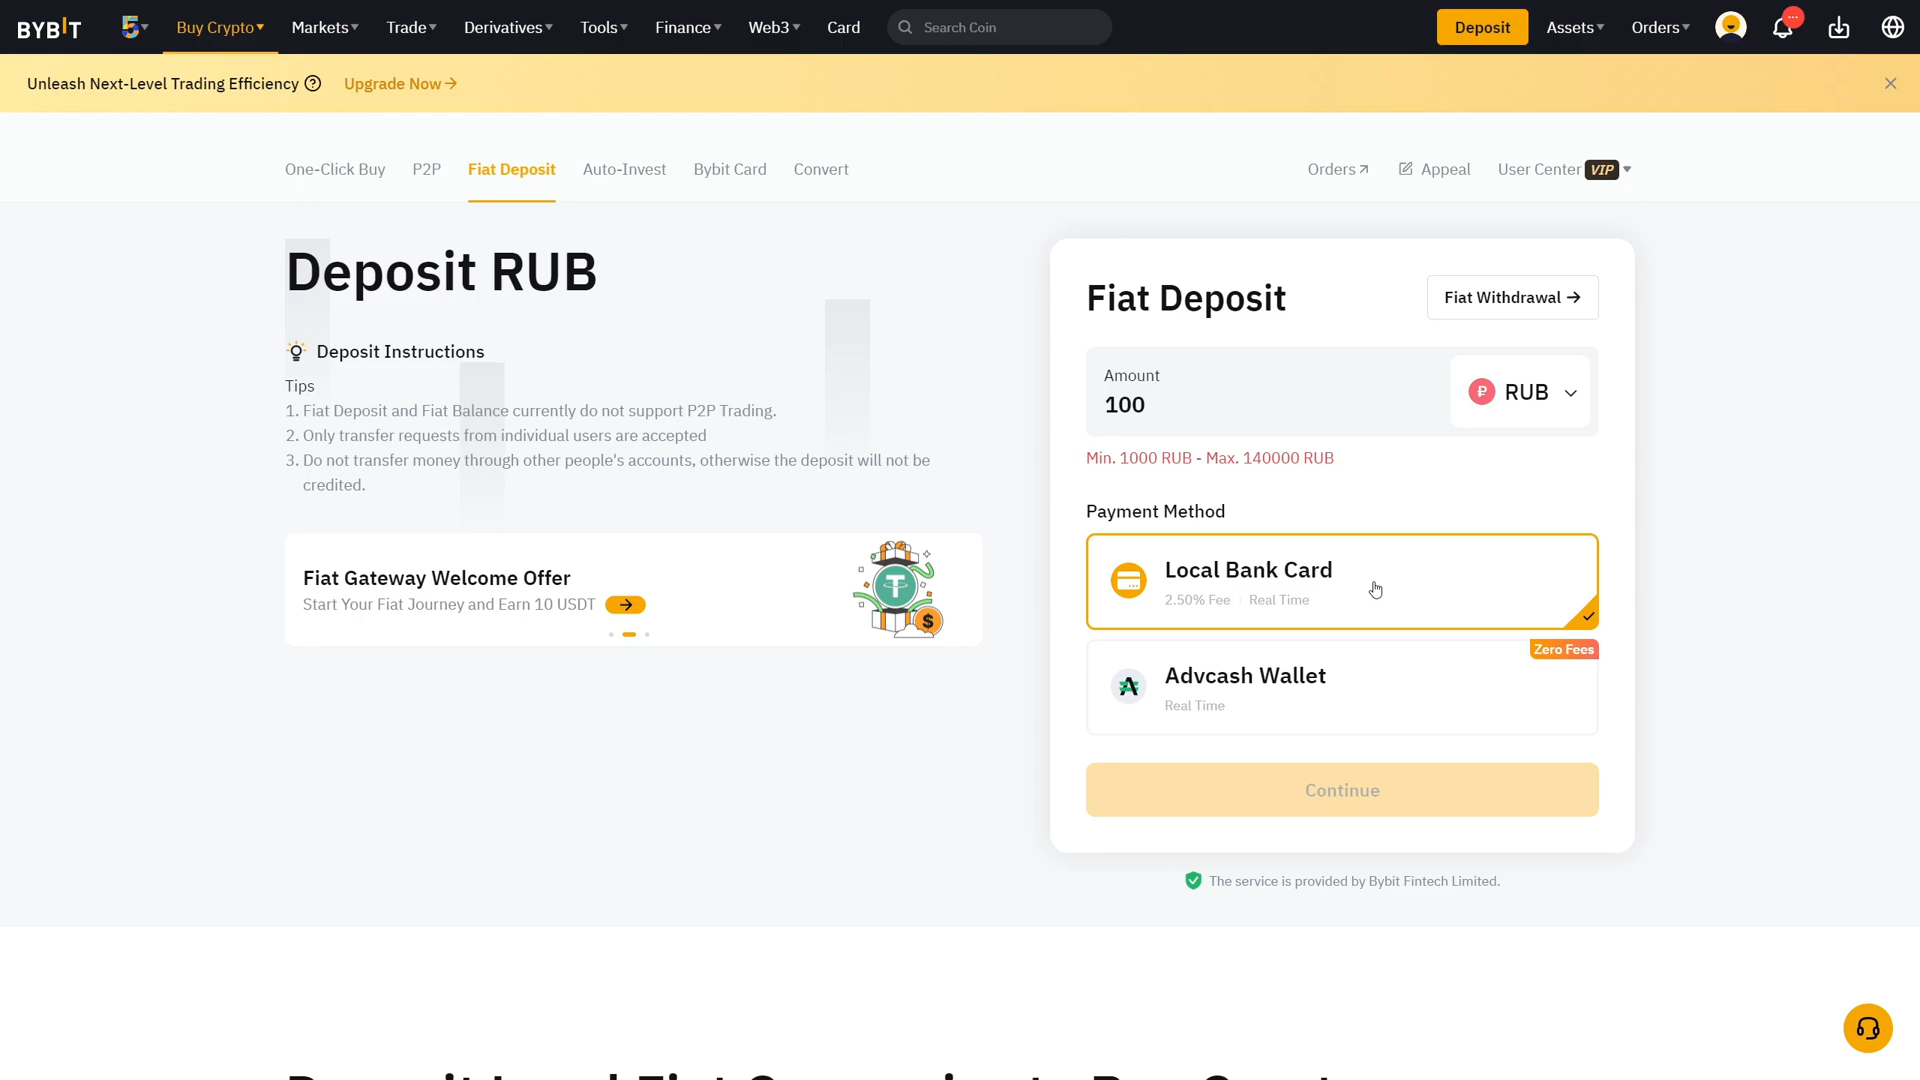 BYBIT
5
Buy Crypto
Markets
Trade
Derivatives
Tools
Finance
Web3
Card
Search Coin
Deposit
Assets
Orders
Unleash Next-Level Trading Efficiency
Upgrade Now
One-Click Buy
P2P
Fiat Deposit
Auto-Invest
Bybit Card
Convert
Orders
Appeal
User Center VIP
Deposit RUB
Deposit Instructions
Tips
1. Fiat Deposit and Fiat Balance currently do not support P2P Trading.
2. Only transfer requests from individual users are accepted
3. Do not transfer money through other people's accounts, otherwise the deposit will not be
credited.
Fiat Gateway Welcome Offer
Start Your Fiat Journey and Earn 10 USDT
Fiat Deposit
Fiat Withdrawal
Amount
100
₽ RUB
Min. 1000 RUB - Max. 140000 RUB
Payment Method
Local Bank Card
2.50% Fee
Real Time
Zero Fees
Advcash Wallet
Real Time
Continue
The service is provided by Bybit Fintech Limited.